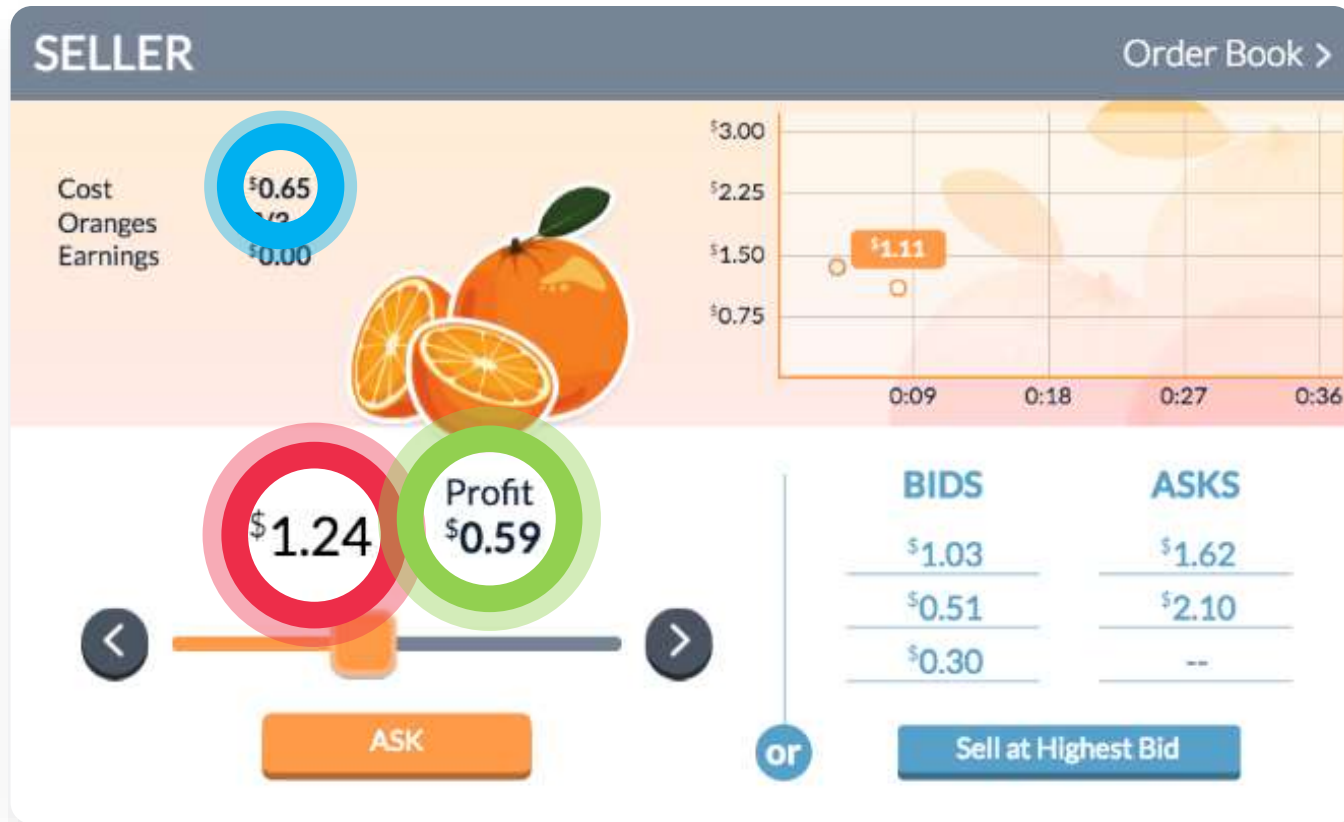 SELLER
Order Book >
Cost $0.65
Oranges
Earnings $0.00
$3.00
$2.25
$1.50
$0.75
$1.11
0:09 0:18 0:27 0:36
$1.24
Profit
$0.59
ASK
or
BIDS ASKS
$1.03 $1.62
$0.51 $2.10
$0.30 --
Sell at Highest Bid